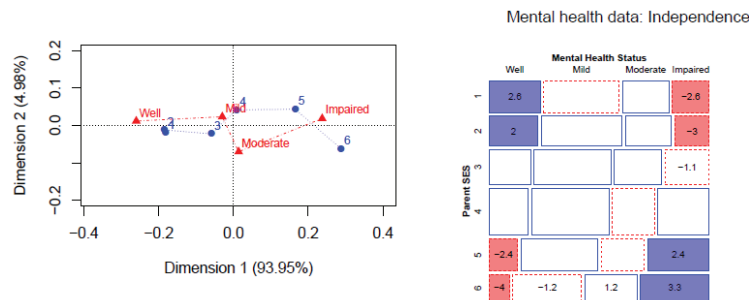 Mental health data: Independence
Dimension 2 (4.98%)
0.2
0.1
0.0
−0.2
−0.4
−0.2
0.0
0.2
0.4
Dimension 1 (93.95%)
Well
Mild
Moderate
Impaired
2
3
4
5
6
Mental Health Status
Well
Mild
Moderate
Impaired
Parent SES
1
2
3
4
5
6
2.6
−2.6
2
−3
−1.1
−2.4
2.4
−4
−1.2
1.2
3.3